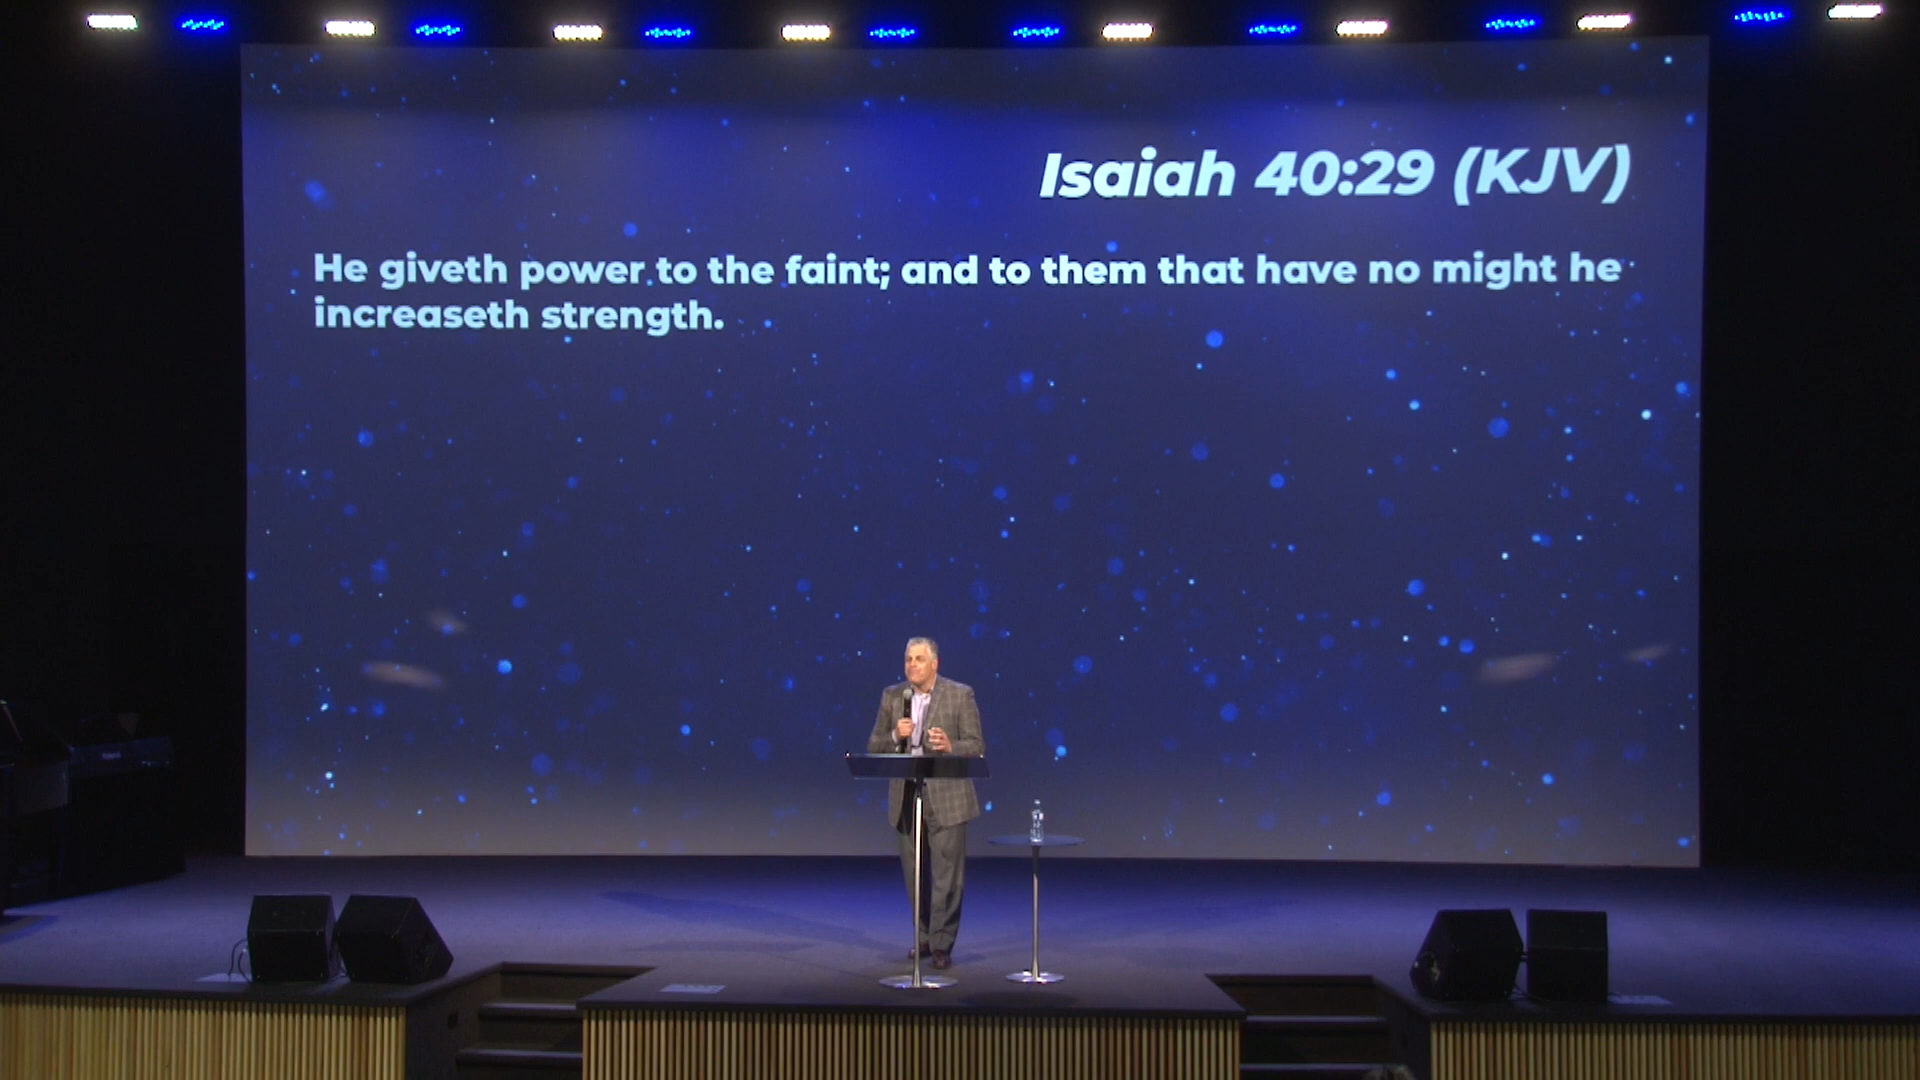 Isaiah 40:29 (KJV)
He giveth power to the faint; and to them that have no might he
increaseth strength.